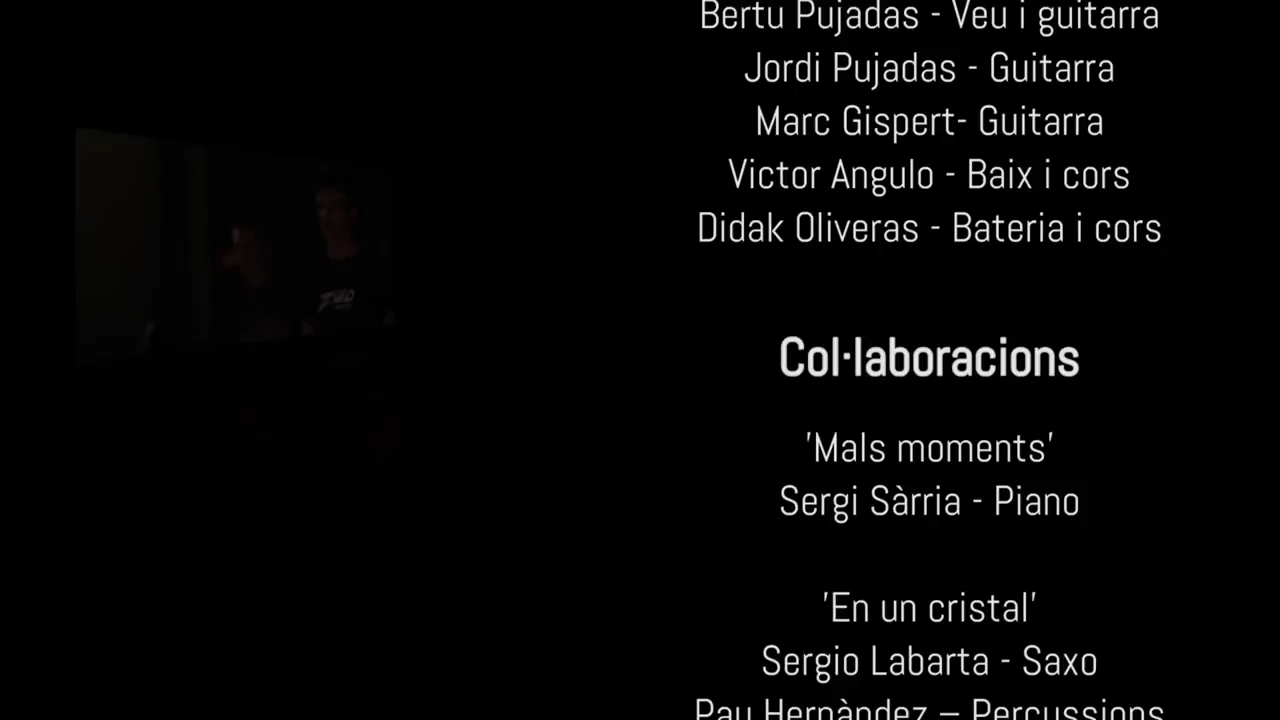 Bertu Pujadas - Veu i guitarra
Jordi Pujadas - Guitarra
Marc Gispert- Guitarra
Victor Angulo - Baix i cors
Didak Oliveras - Bateria i cors
Col·laboracions
'Mals moments'
Sergi Sàrria - Piano
'En un cristal'
Sergio Labarta - Saxo
Pau Hernàndez – Percussions